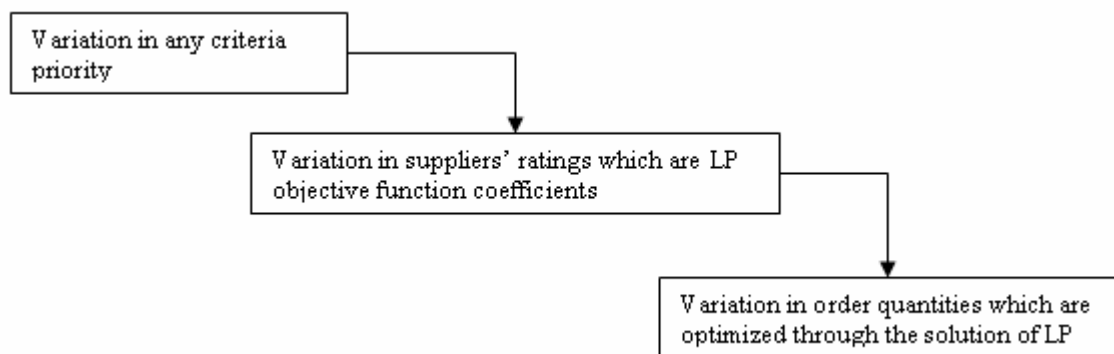 Variation in any criteria
priority
Variation in suppliers' ratings which are LP
objective function coefficients
Variation in order quantities which are
optimized through the solution of LP